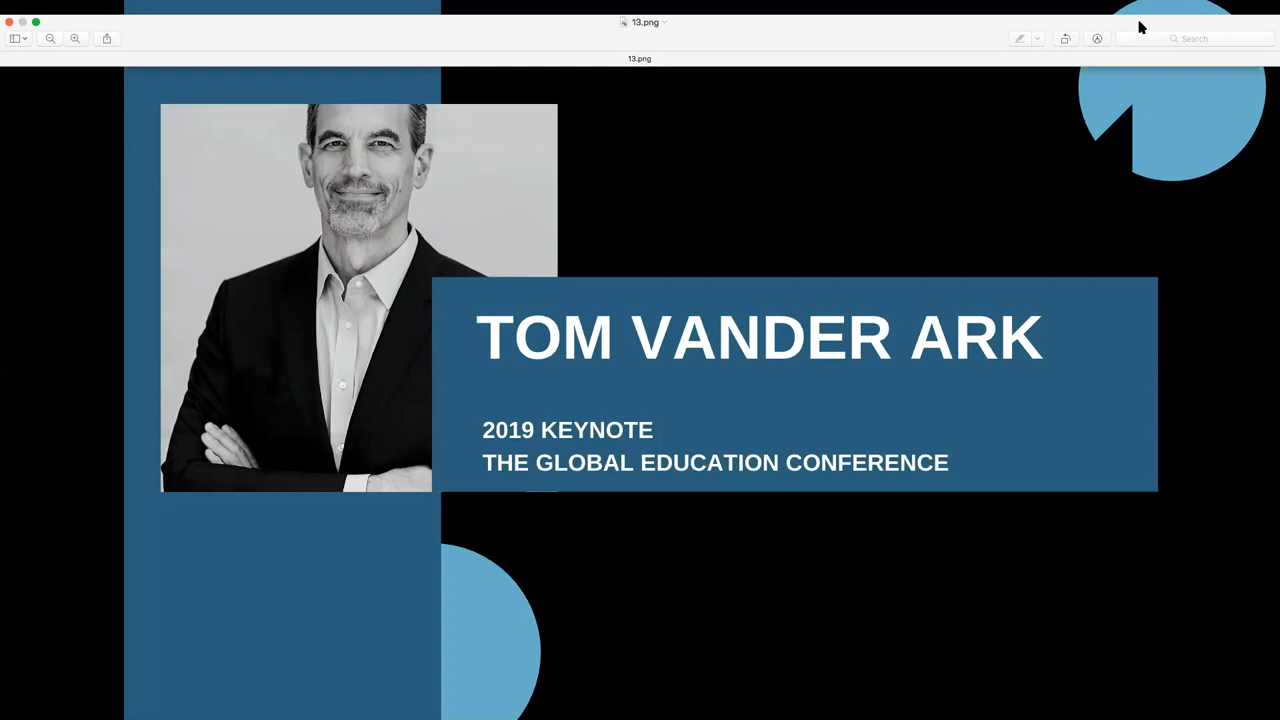 13.png
Search
13.png
TOM VANDER ARK
2019 KEYNOTE
THE GLOBAL EDUCATION CONFERENCE